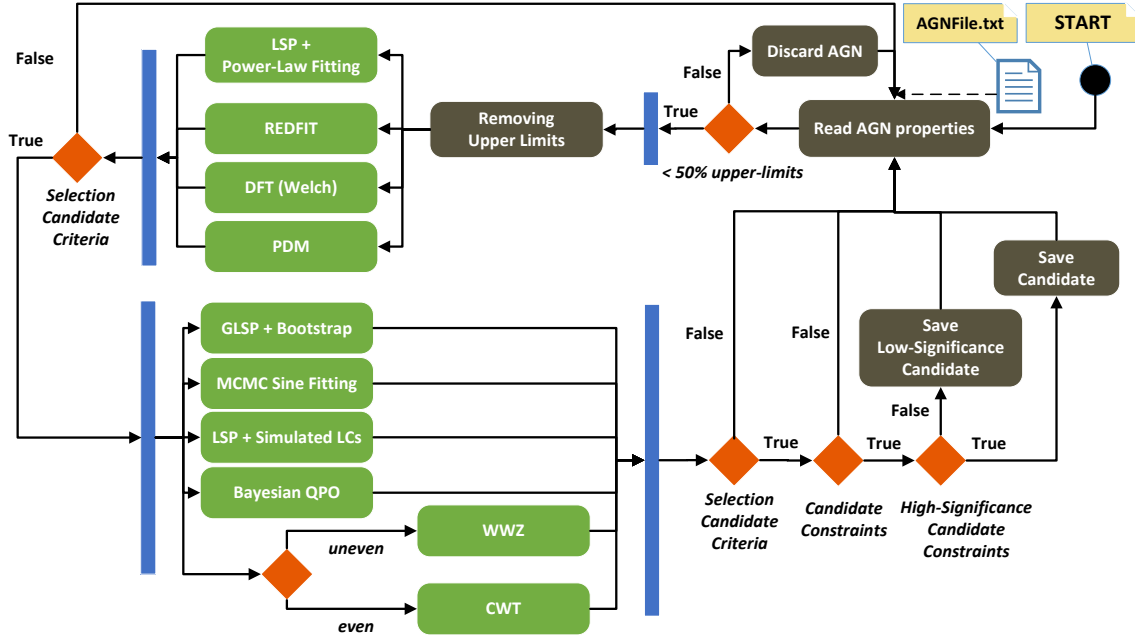 AGNFile.txt
START
False
LSP +
Power-Law Fitting
REDFIT
DFT (Welch)
PDM
Removing
Upper Limits
True
False
Discard AGN
Read AGN properties
< 50% upper-limits
True
Selection
Candidate
Criteria
GLSP + Bootstrap
MCMC Sine Fitting
LSP + Simulated LCs
Bayesian QPO
uneven
WWZ
even
CWT
False
True
Selection
Candidate
Criteria
False
True
Candidate
Constraints
False
True
High-Significance
Candidate
Constraints
Save
Low-Significance
Candidate
Save
Candidate